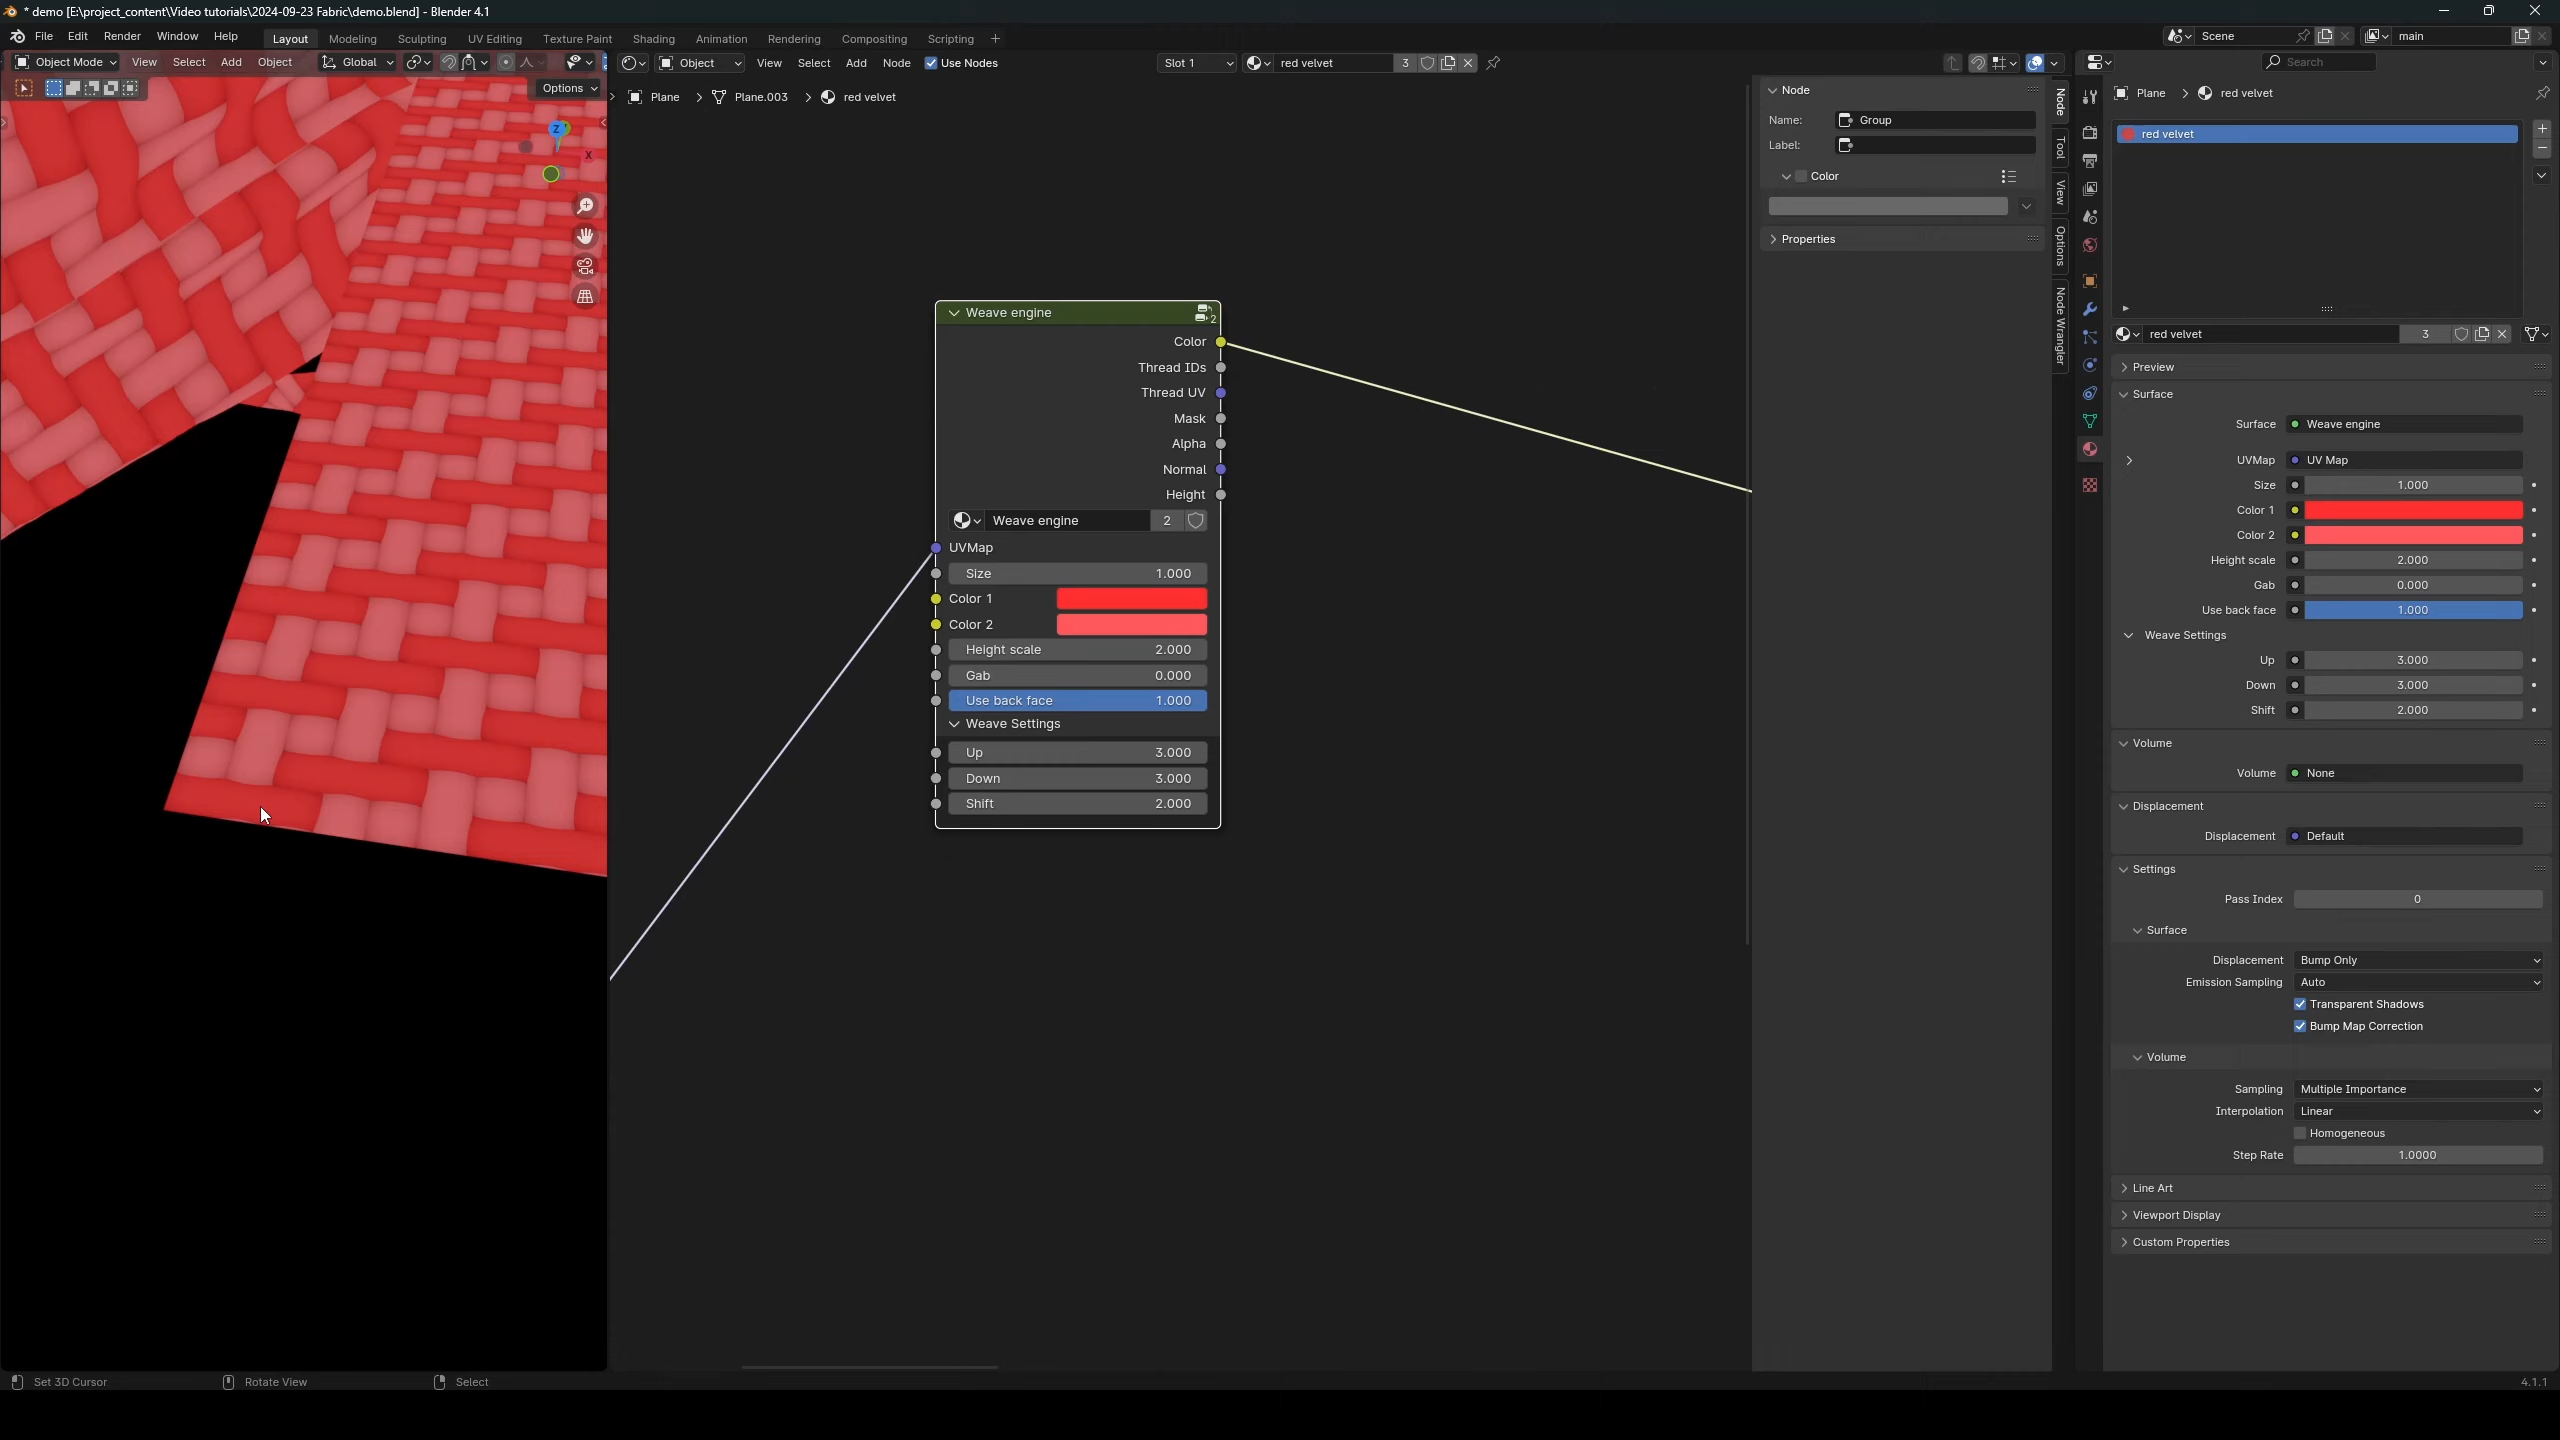 * demo [E:\project_content\Video tutorials\2024-09-23 Fabric\demo.blend] - Blender 4.1
File Edit Render Window Help Layout Modeling Sculpting UV Editing Texture Paint Shading Animation Rendering Compositing Scripting + Scene main
Object Mode View Select Add Object Global Object View Select Add Node Use Nodes Slot 1 red velvet 3 Search
Options
Z
X
Plane > Plane.003 > red velvet
Node
Name: Group
Label:
Color
Properties
Node
Tool
View
Options
Node Wrangler
Weave engine 2
Color
Thread IDs
Thread UV
Mask
Alpha
Normal
Height
Weave engine 2
UVMap
Size 1.000
Color 1
Color 2
Height scale 2.000
Gab 0.000
Use back face 1.000
Weave Settings
Up 3.000
Down 3.000
Shift 2.000
Plane > red velvet
red velvet
red velvet 3
Preview
Surface
Surface Weave engine
UVMap UV Map
Size 1.000
Color 1
Color 2
Height scale 2.000
Gab 0.000
Use back face 1.000
Weave Settings
Up 3.000
Down 3.000
Shift 2.000
Volume
Volume None
Displacement
Displacement Default
Settings
Pass Index 0
Surface
Displacement Bump Only
Emission Sampling Auto
Transparent Shadows
Bump Map Correction
Volume
Sampling Multiple Importance
Interpolation Linear
Homogeneous
Step Rate 1.0000
Line Art
Viewport Display
Custom Properties
Set 3D Cursor Rotate View Select 4.1.1